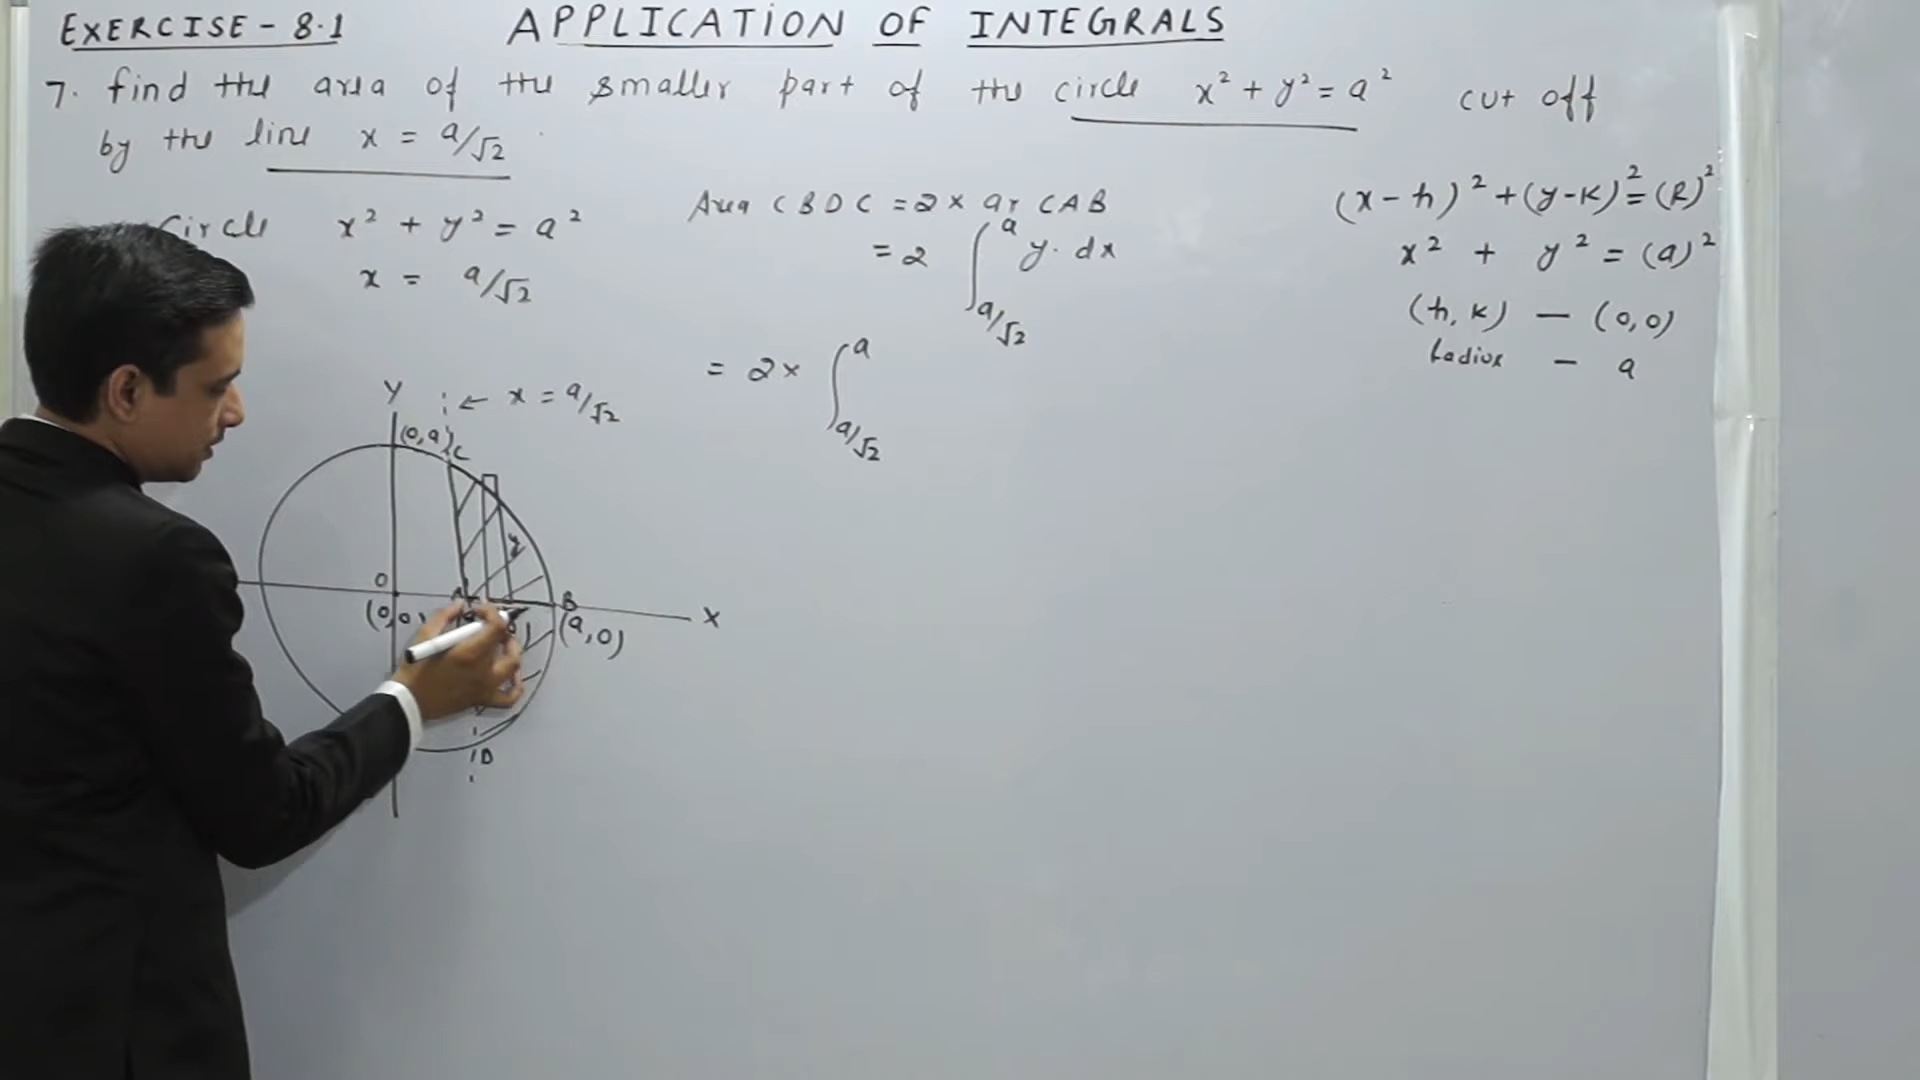 EXERCISE - 8.1 APPLICATION OF INTEGRALS
7. find the area of the smaller part of the circle x² + y² = a² cut off
by the line x = a/√2
Circle x² + y² = a²
x = a/√2
Area CBDC = 2 × ar CAB
= 2 ∫ₐ/√₂ᵃ y. dx
= 2× ∫ₐ/√₂ᵃ
(x - h)² + (y - k)² = (R)²
x² + y² = (a)²
(h, k) — (0,0)
Radius — a
Y
← x = a/√2
(0,a) C
y
O
A B
(0,0) (a,0)
X
D